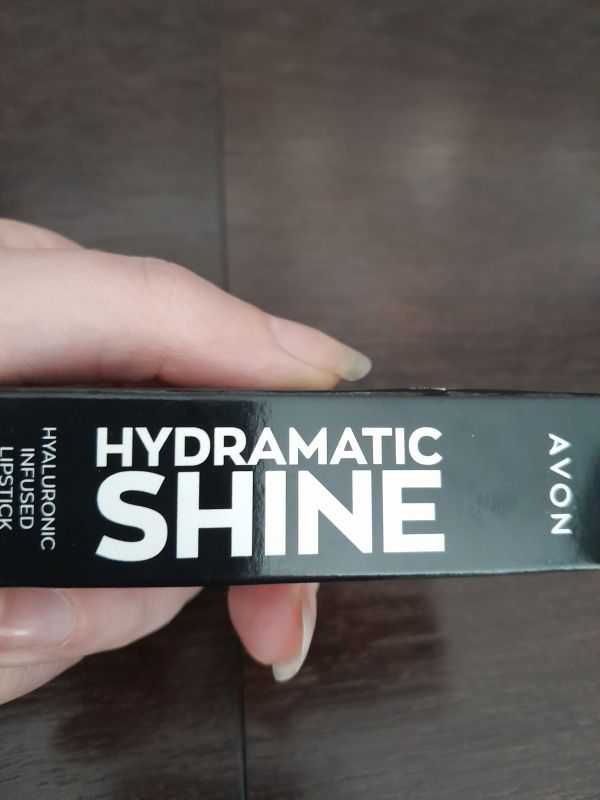 HYDRAMATIC
SHINE
HYALURONIC
INFUSED
LIPSTICK
AVON